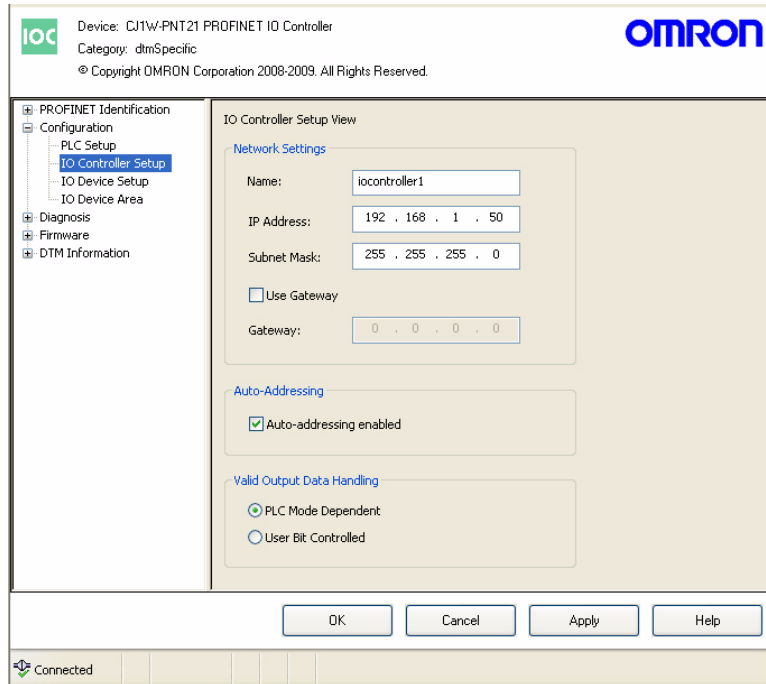 IOC
Device: CJ1W-PNT21 PROFINET IO Controller
OMRON
Category: dtmSpecific
© Copyright OMRON Corporation 2008-2009. All Rights Reserved.
PROFINET Identification
Configuration
PLC Setup
IO Controller Setup
IO Device Setup
IO Device Area
Diagnosis
Firmware
DTM Information
IO Controller Setup View
Network Settings
Name: iocontroller1
IP Address: 192 . 168 . 1 . 50
Subnet Mask: 255 . 255 . 255 . 0
Use Gateway
Gateway: 0 . 0 . 0 . 0
Auto-Addressing
Auto-addressing enabled
Valid Output Data Handling
PLC Mode Dependent
User Bit Controlled
OK Cancel Apply Help
Connected